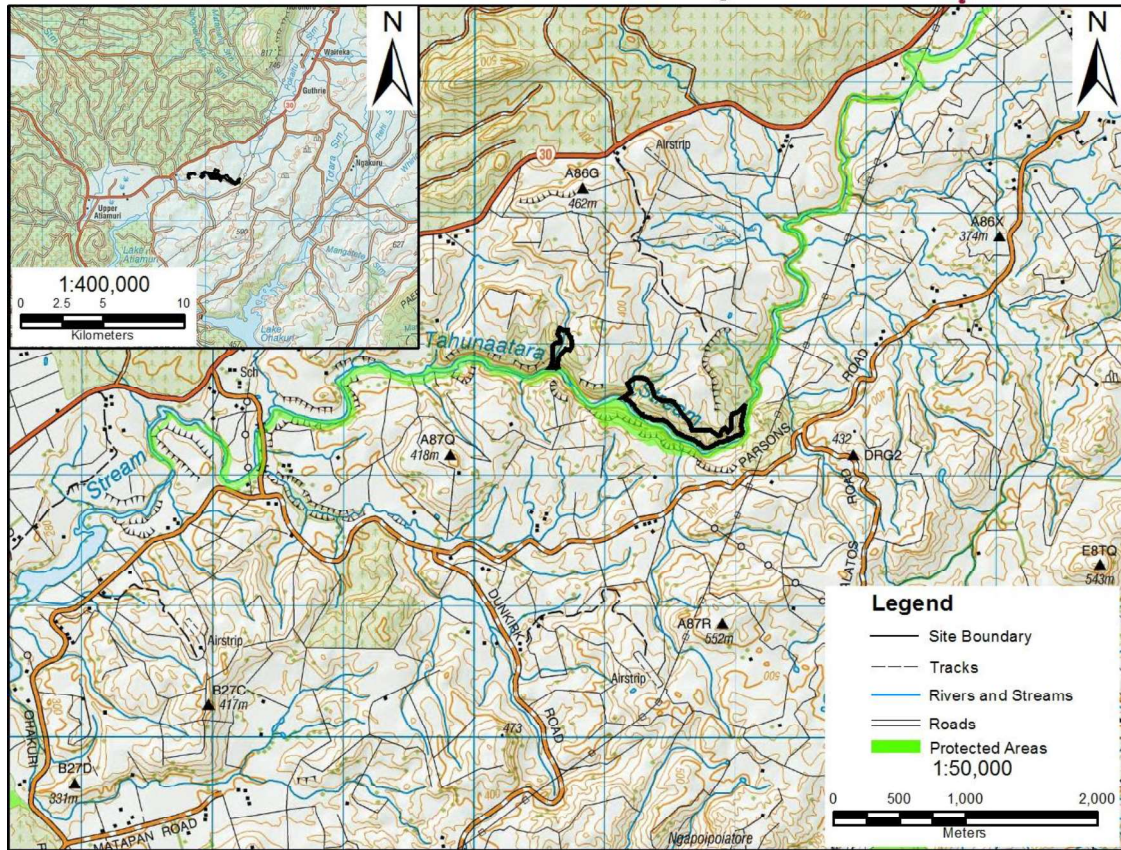 N
Waireka
Guthrie
30
Ngakuru
Upper
Atiamuri
Lake
Atiamuri
Lake
Ohakuri
1:400,000
0 2.5 5 10
Kilometers
N
Airstrip
30
A86G
462m
A86X
374m
Tahunaatara
Stream
Sch
A87Q
418m
PARSONS
ROAD
432
DRG2
ROAD
Stream
E8TQ
543m
DUNKIRK
ROAD
A87R
552m
Airstrip
Airstrip
B27C
417m
473
OHAKURI
B27D
331m
MATAPAN ROAD
Ngapoipoiatore
Legend
Site Boundary
Tracks
Rivers and Streams
Roads
Protected Areas
1:50,000
0 500 1,000 2,000
Meters